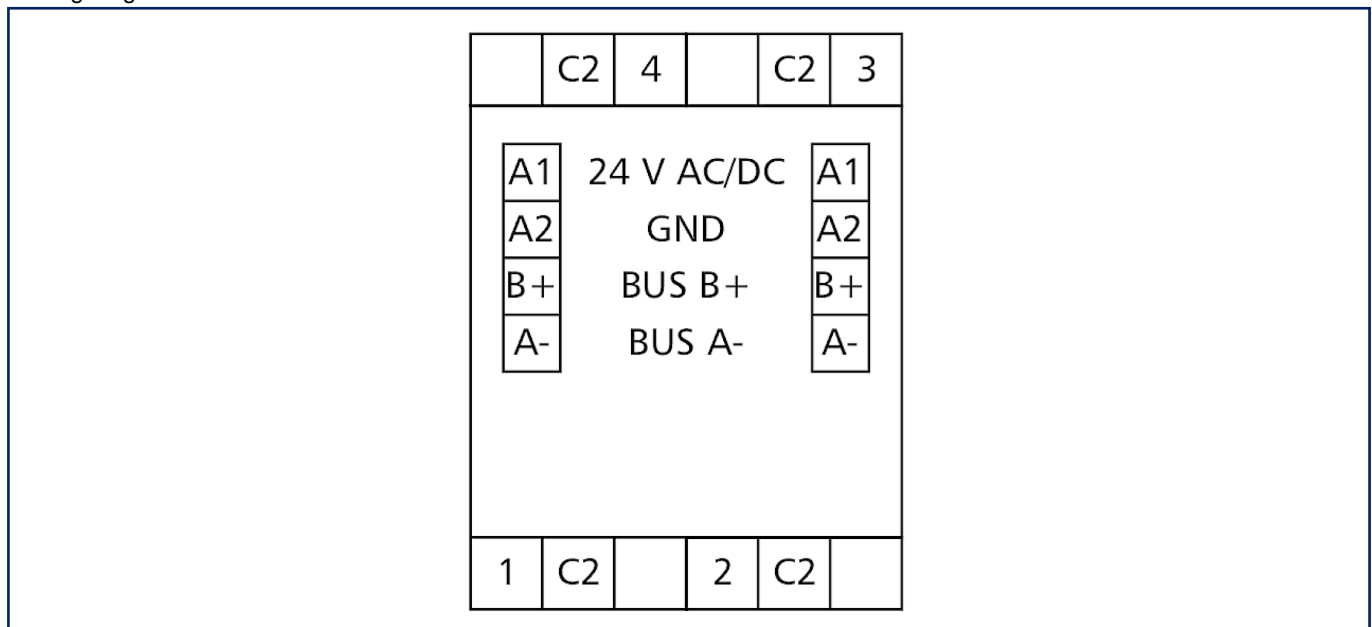 C2 4 C2 3
A1 24 V AC/DC A1
A2 GND A2
B+ BUS B+ B+
A- BUS A- A-
1 C2 2 C2